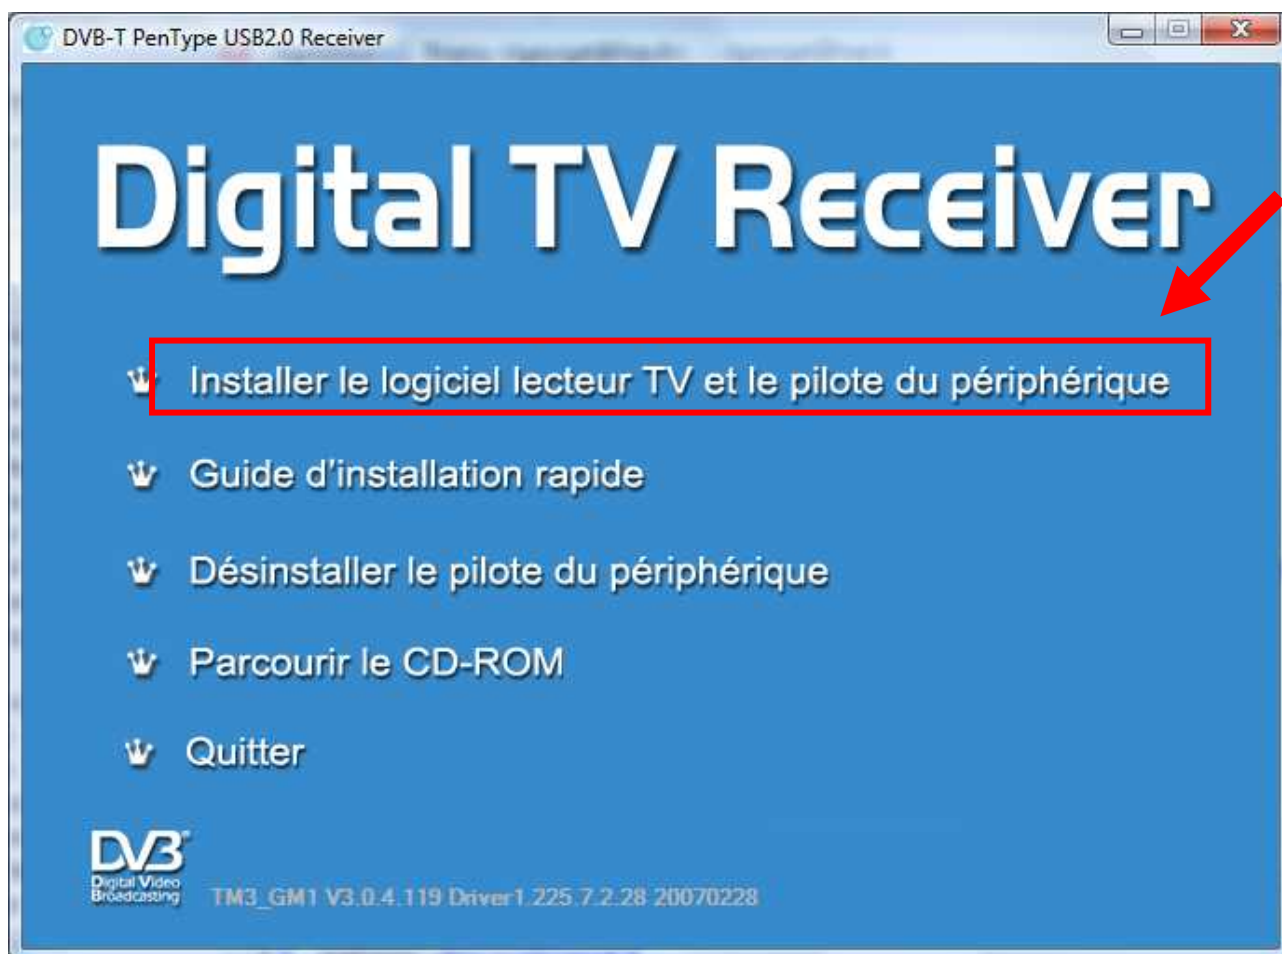 DVB-T PenType USB2.0 Receiver
Digital TV Receiver
Installer le logiciel lecteur TV et le pilote du périphérique
Guide d'installation rapide
Désinstaller le pilote du périphérique
Parcourir le CD-ROM
Quitter
DVB
Digital Video
Broadcasting
TM3_GM1 V3.0.4.119 Driver1.225.7.2.28 20070228